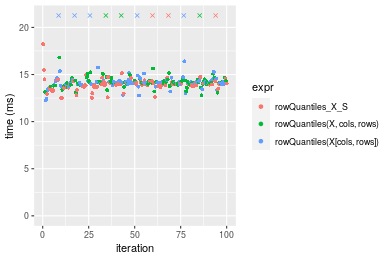 20
15
10
5
0
time (ms)
0
25
50
75
100
iteration
expr
rowQuantiles_X_S
rowQuantiles(X, cols, rows)
rowQuantiles(X[cols, rows])